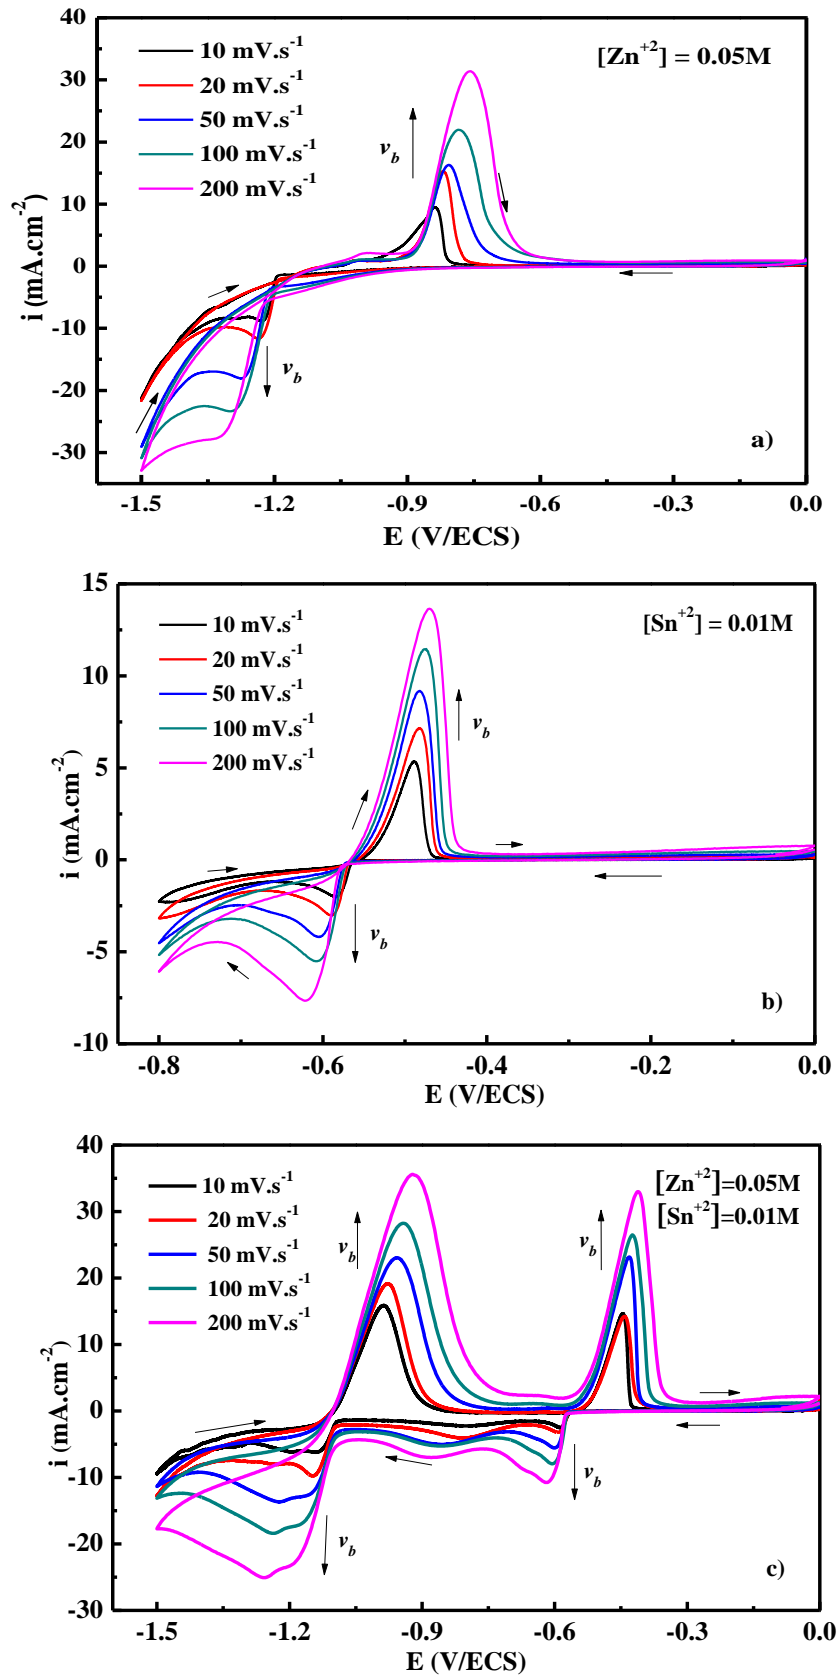 10 mV.s-1
20 mV.s-1
50 mV.s-1
100 mV.s-1
200 mV.s-1
[Zn+2] = 0.05M
vb
vb
a)
40
30
20
10
0
-10
-20
-30
i (mA.cm-2)
-1.5 -1.2 -0.9 -0.6 -0.3 0.0
E (V/ECS)
10 mV.s-1
20 mV.s-1
50 mV.s-1
100 mV.s-1
200 mV.s-1
[Sn+2] = 0.01M
vb
vb
b)
15
10
5
0
-5
-10
i (mA.cm-2)
-0.8 -0.6 -0.4 -0.2 0.0
E (V/ECS)
10 mV.s-1
20 mV.s-1
50 mV.s-1
100 mV.s-1
200 mV.s-1
[Zn+2]=0.05M
[Sn+2]=0.01M
vb
vb
vb
vb
c)
40
30
20
10
0
-10
-20
-30
i (mA.cm-2)
-1.5 -1.2 -0.9 -0.6 -0.3 0.0
E (V/ECS)